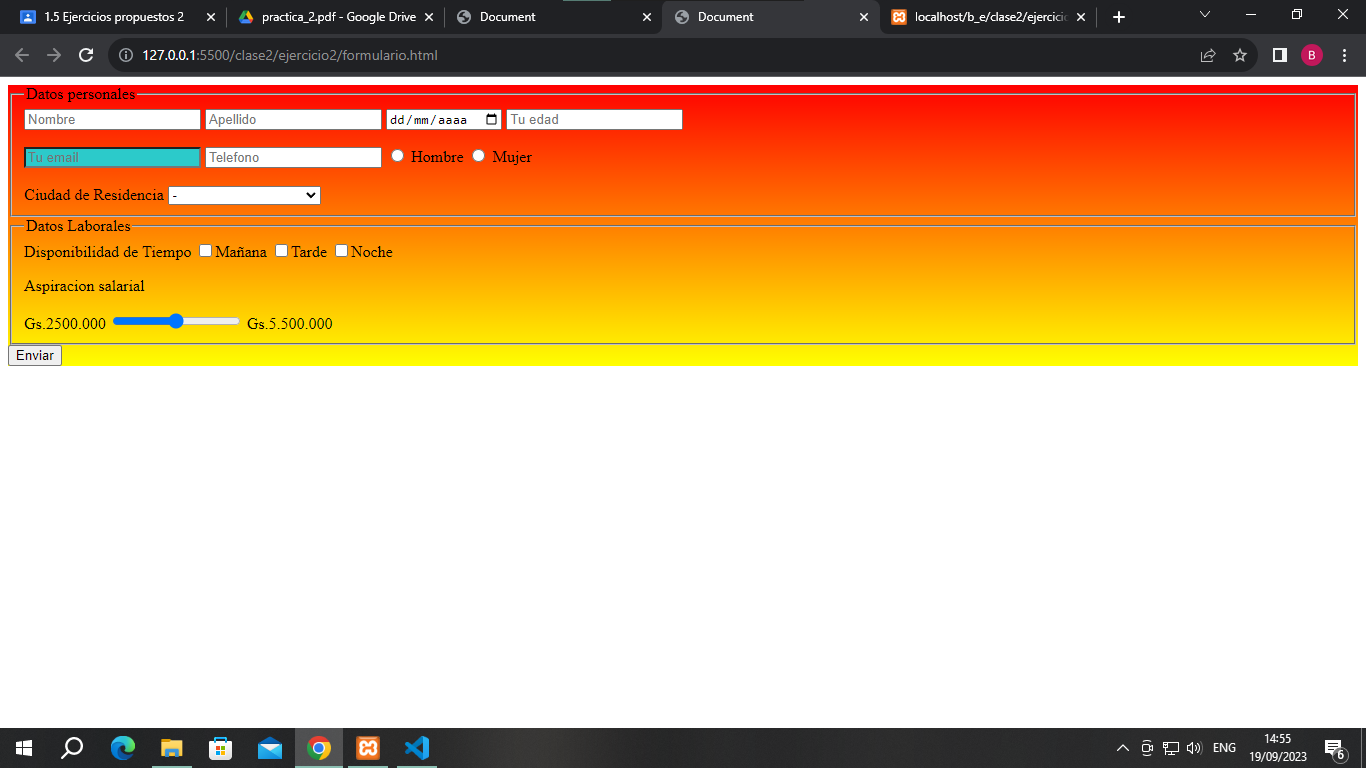 1.5 Ejercicios propuestos 2
practica_2.pdf - Google Drive
Document
Document
localhost/b_e/clase2/ejercicio
127.0.0.1:5500/clase2/ejercicio2/formulario.html
B
Datos personales
Nombre Apellido dd/mm/aaaa Tu edad
Tu email Telefono Hombre Mujer
Ciudad de Residencia -
Datos Laborales
Disponibilidad de Tiempo Mañana Tarde Noche
Aspiracion salarial
Gs.2500.000 Gs.5.500.000
Enviar
ENG
14:55
19/09/2023
6